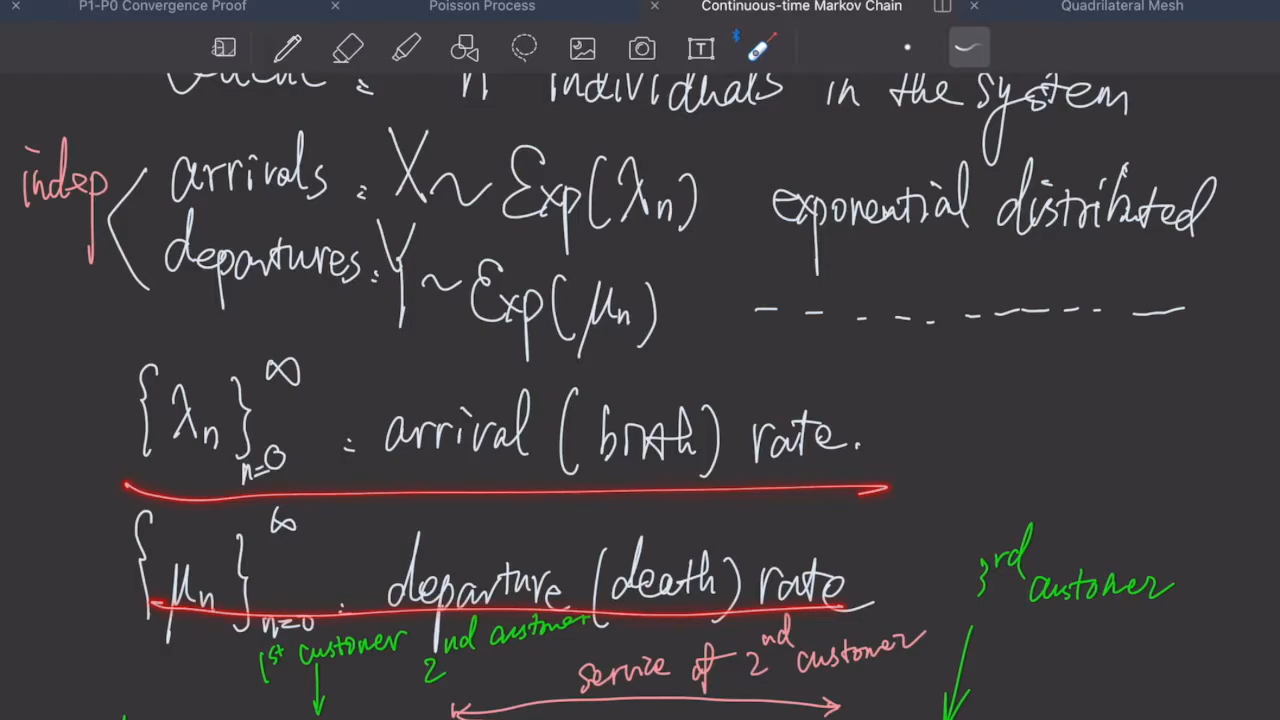 P1-P0 Convergence Proof Poisson Process Continuous-time Markov Chain Quadrilateral Mesh
n individuals in the system
indep
arrivals : X ~ Exp(λn) exponential distributed
departures : Y ~ Exp(μn) - - - - - - - - - -
{λn}∞n=0 : arrival (birth) rate.
{μn}∞n=0 : departure (death) rate
3rd customer
1st customer 2nd customer
service of 2nd customer